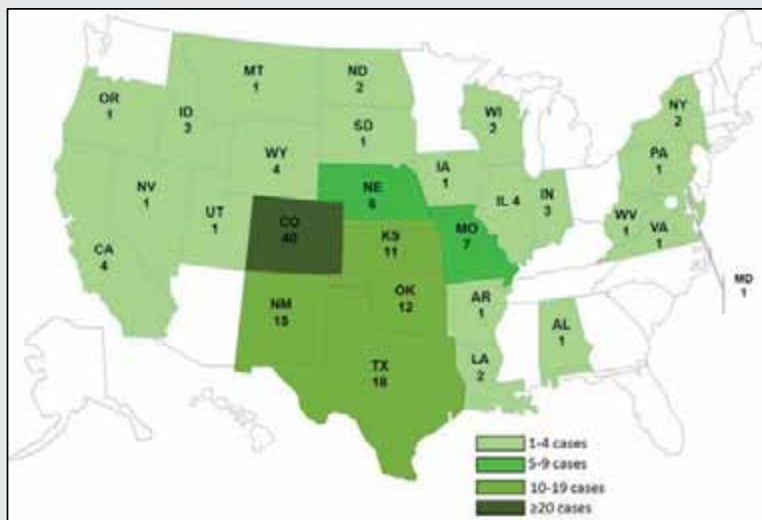 MT
1
ND
2
OR
1
ID
WI
2
NY
2
SD
1
WY
4
IA
1
PA
1
NE
6
NV
1
UT
1
CO
40
IL 4
IN
3
WV
1
VA
1
KS
11
MO
7
CA
4
MD
1
OK
12
AR
1
NM
15
AL
1
LA
2
TX
18
1-4 cases
5-9 cases
10-19 cases
≥20 cases